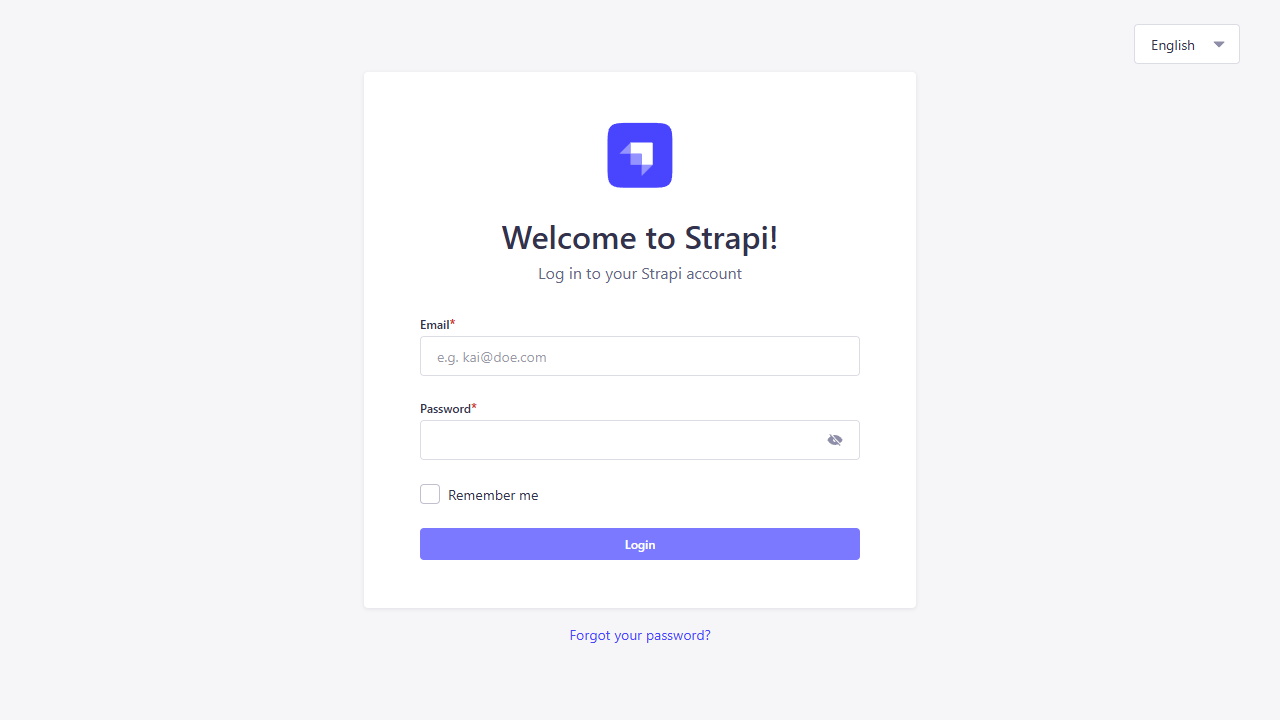 English
Welcome to Strapi!
Log in to your Strapi account
Email*
e.g. kai@doe.com
Password*
Remember me
Login
Forgot your password?